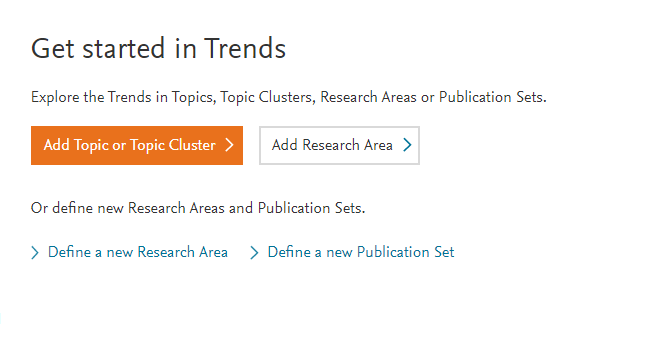 Get started in Trends
Explore the Trends in Topics, Topic Clusters, Research Areas or Publication Sets.
Add Topic or Topic Cluster
Add Research Area
Or define new Research Areas and Publication Sets.
Define a new Research Area
Define a new Publication Set